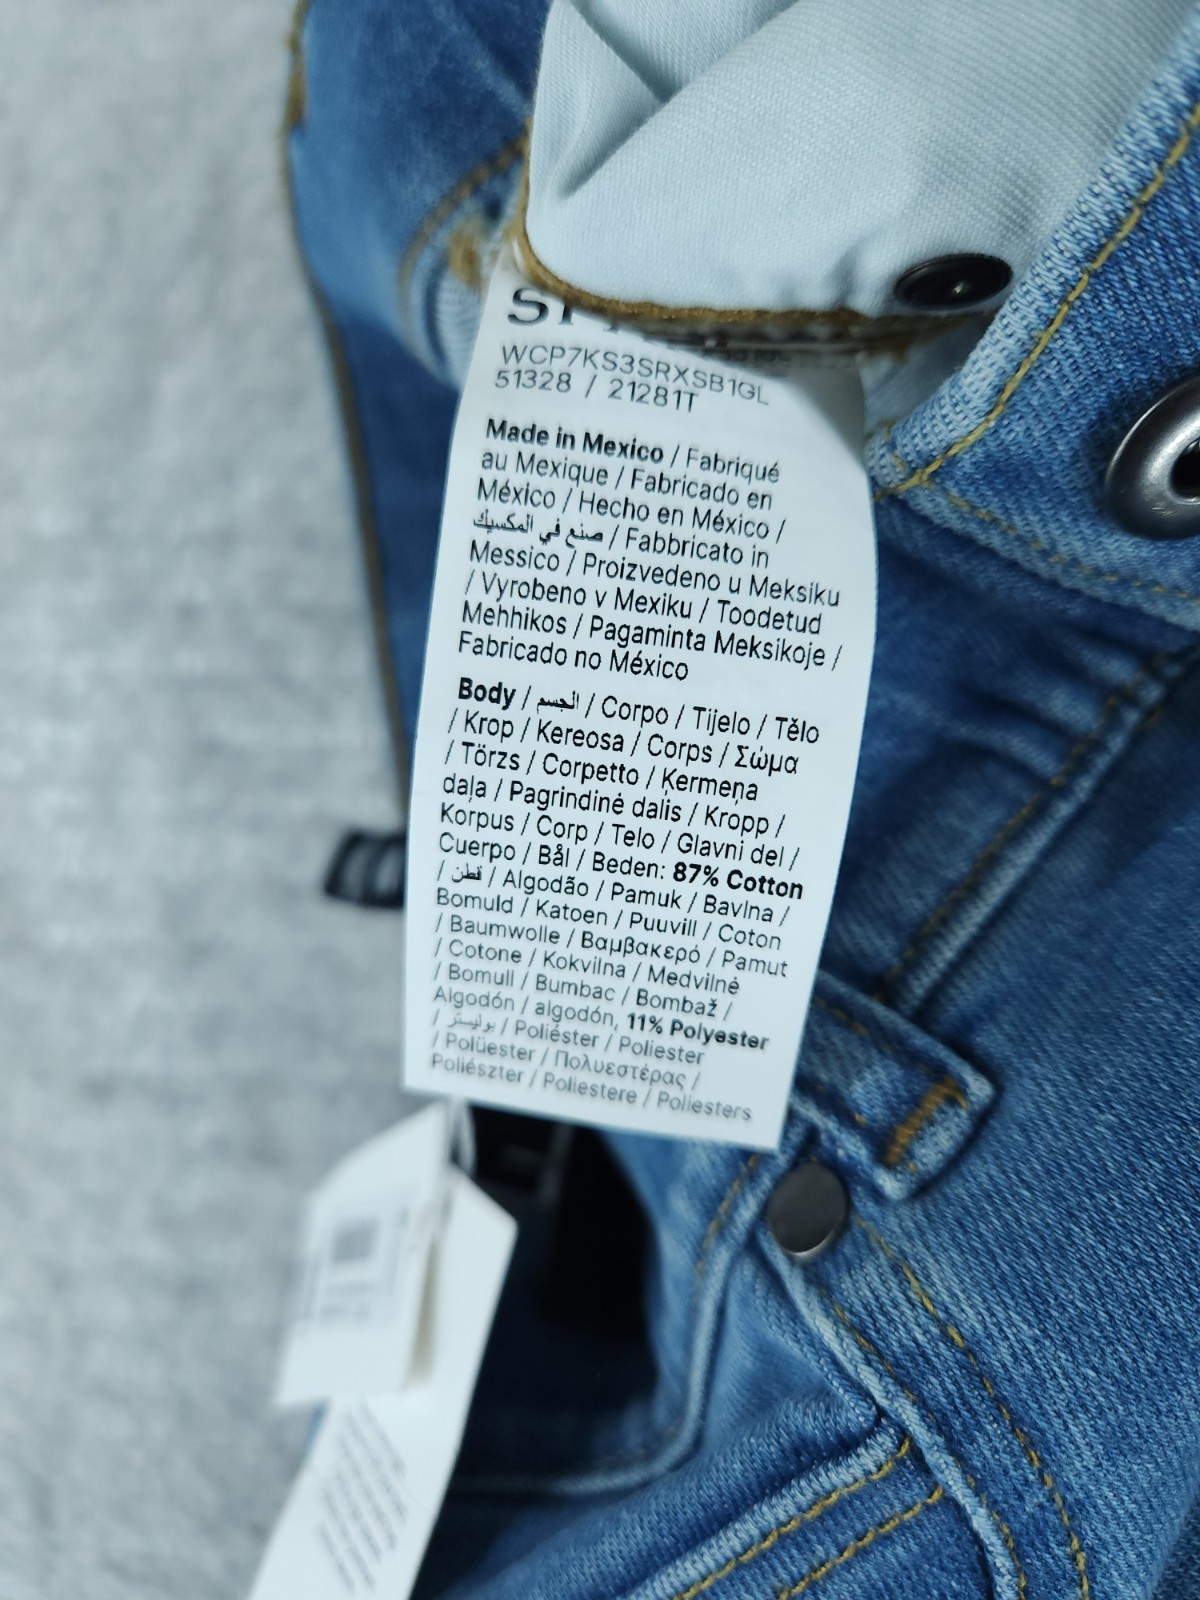 WCP7KS3SRXSB1GL
51328 / 21281T
Made in Mexico / Fabriqué
au Mexique / Fabricado en
México / Hecho en México /
صنع في المكسيك / Fabbricato in
Messico / Proizvedeno u Meksiku
/ Vyrobeno v Mexiku / Toodetud
Mehhikos / Pagaminta Meksikoje /
Fabricado no México
Body / الجسم / Corpo / Tijelo / Tělo
/ Krop / Kereosa / Corps / Σώμα
/ Törzs / Corpetto / Ķermeņa
daļa / Pagrindinė dalis / Kropp /
Korpus / Corp / Telo / Glavni del /
Cuerpo / Bål / Beden: 87% Cotton
/ قطن / Algodão / Pamuk / Bavlna /
Bomuld / Katoen / Puuvill / Coton
/ Baumwolle / Βαμβακερό / Pamut
/ Cotone / Kokvilna / Medvilnė
/ Bomull / Bumbac / Bombaž /
Algodón / algodón, 11% Polyester
/ بوليستر / Poliéster / Poliester
/ Polüester / Πολυεστέρας /
Poliészter / Poliestere / Poliesters